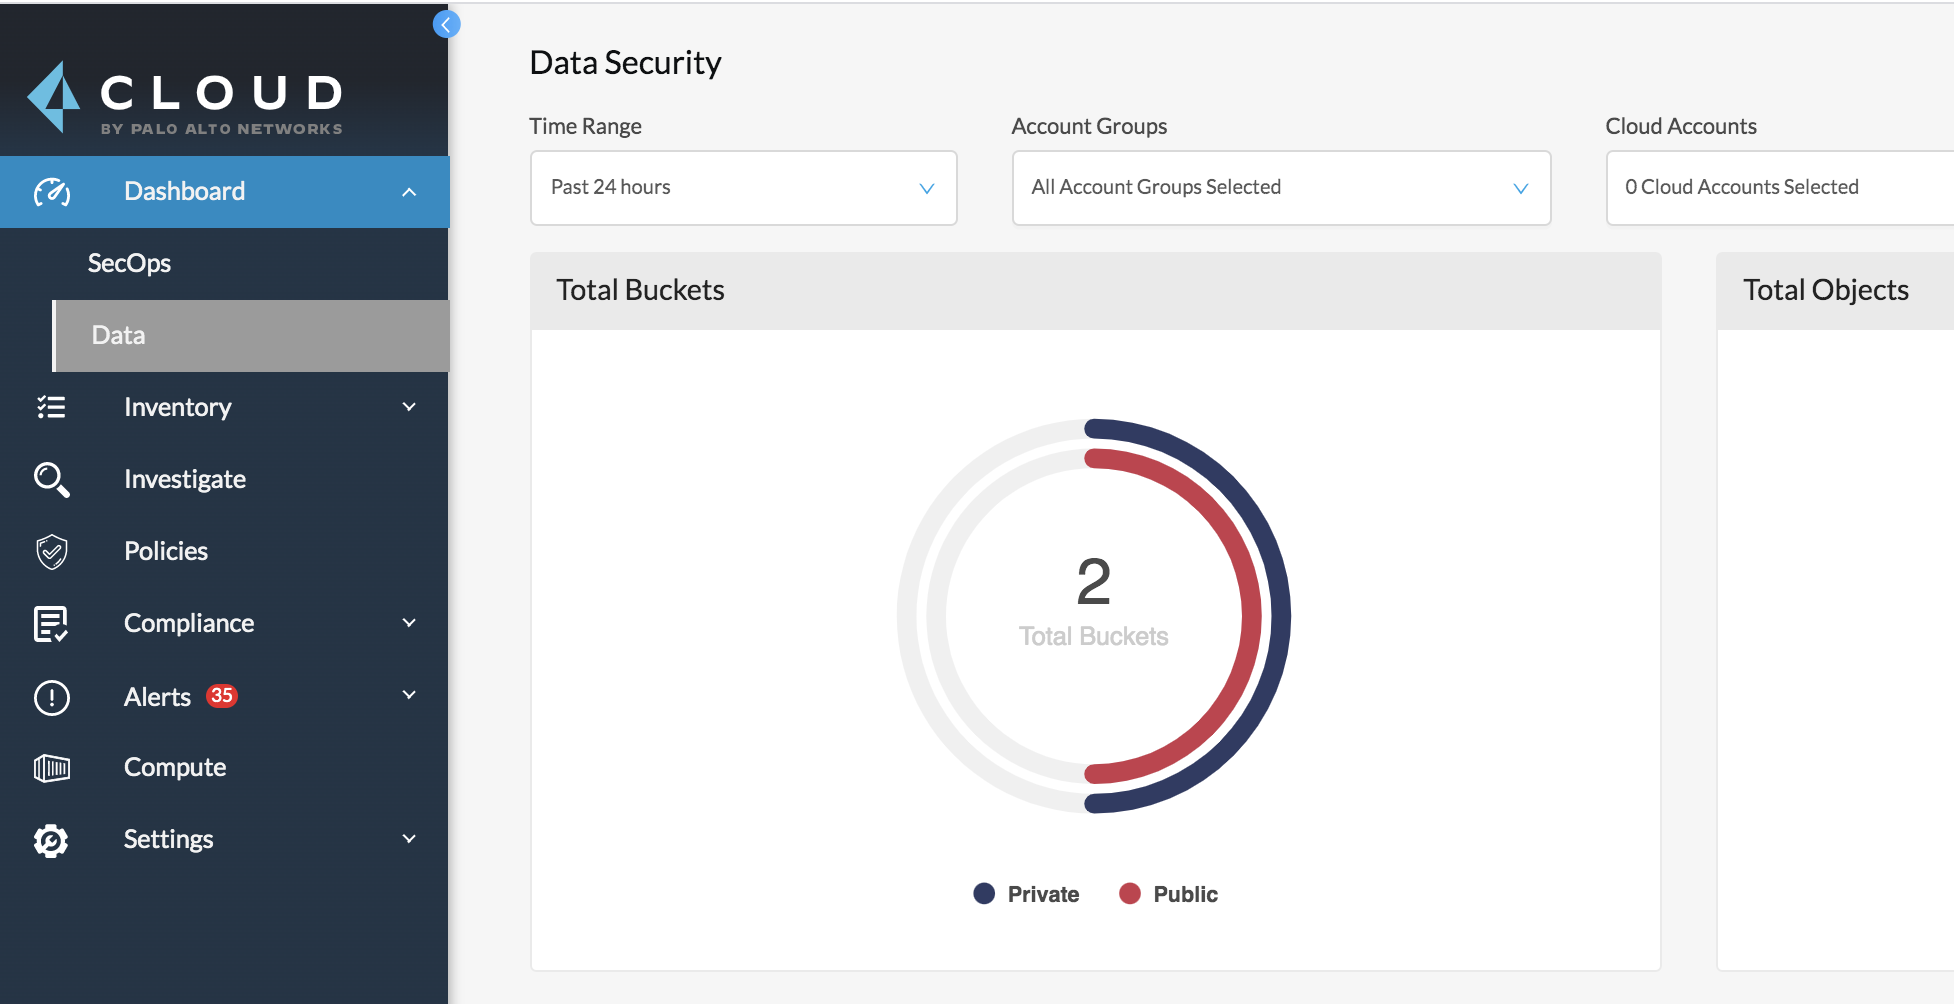 CLOUD
BY PALO ALTO NETWORKS
Dashboard
SecOps
Data
Inventory
Investigate
Policies
Compliance
Alerts 35
Compute
Settings
Data Security
Time Range
Past 24 hours
Account Groups
All Account Groups Selected
Cloud Accounts
0 Cloud Accounts Selected
Total Buckets
2
Total Buckets
Private
Public
Total Objects